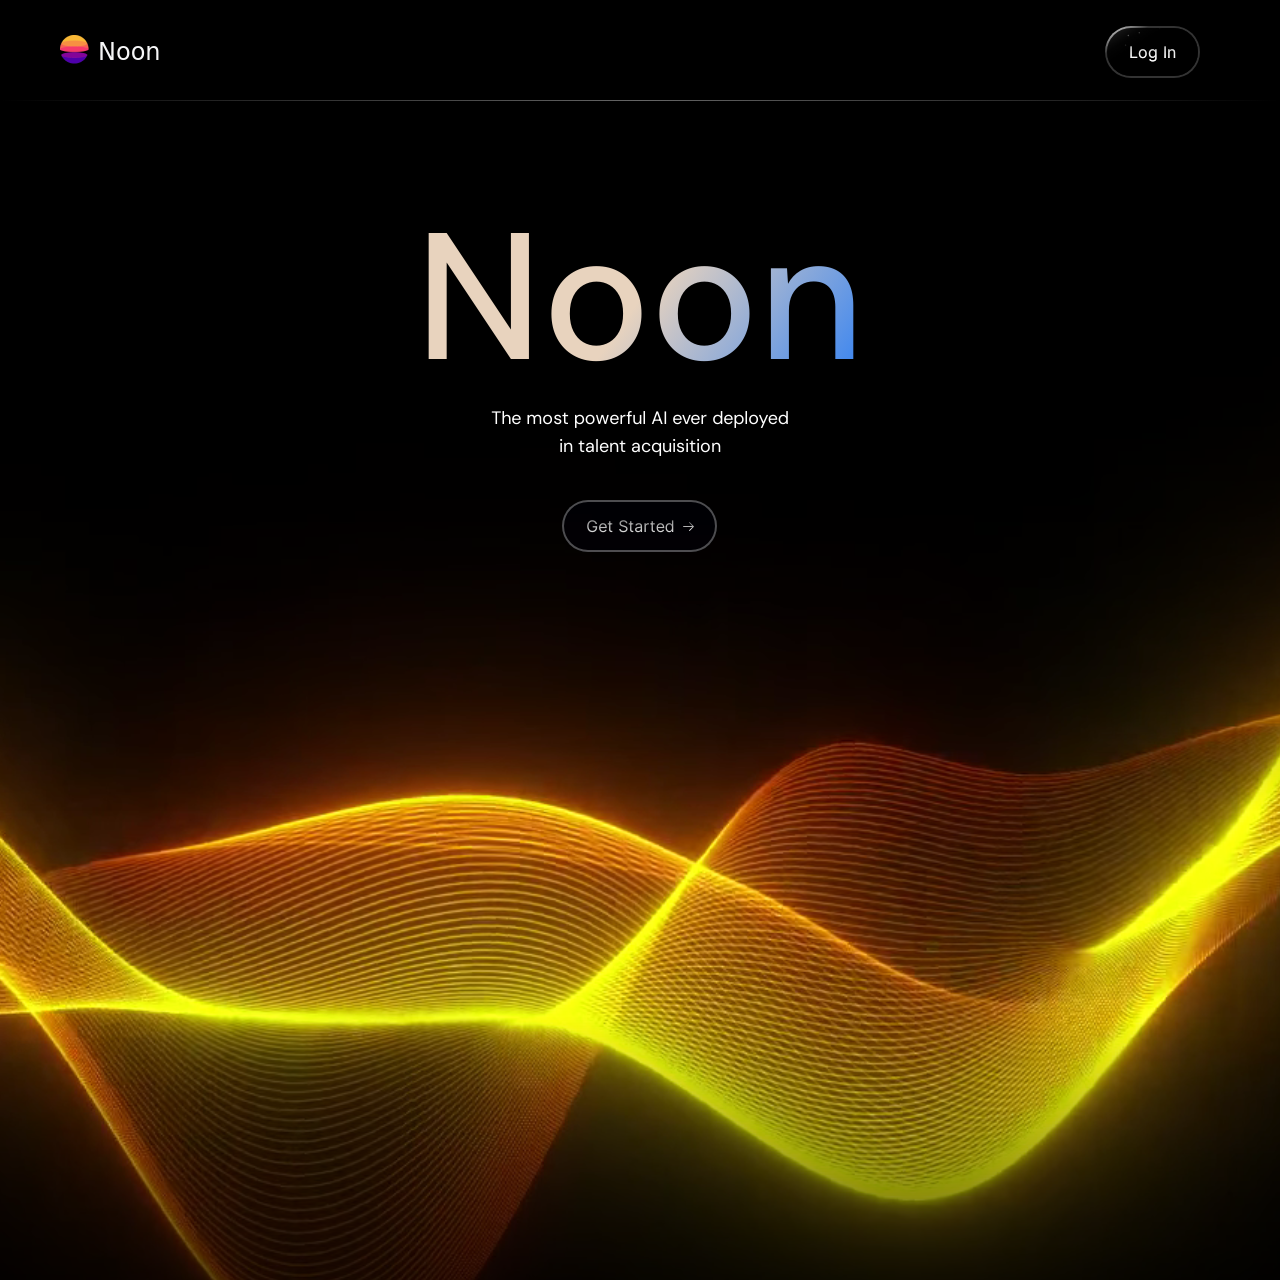 Noon
Log In
Noon
The most powerful AI ever deployed
in talent acquisition
Get Started →